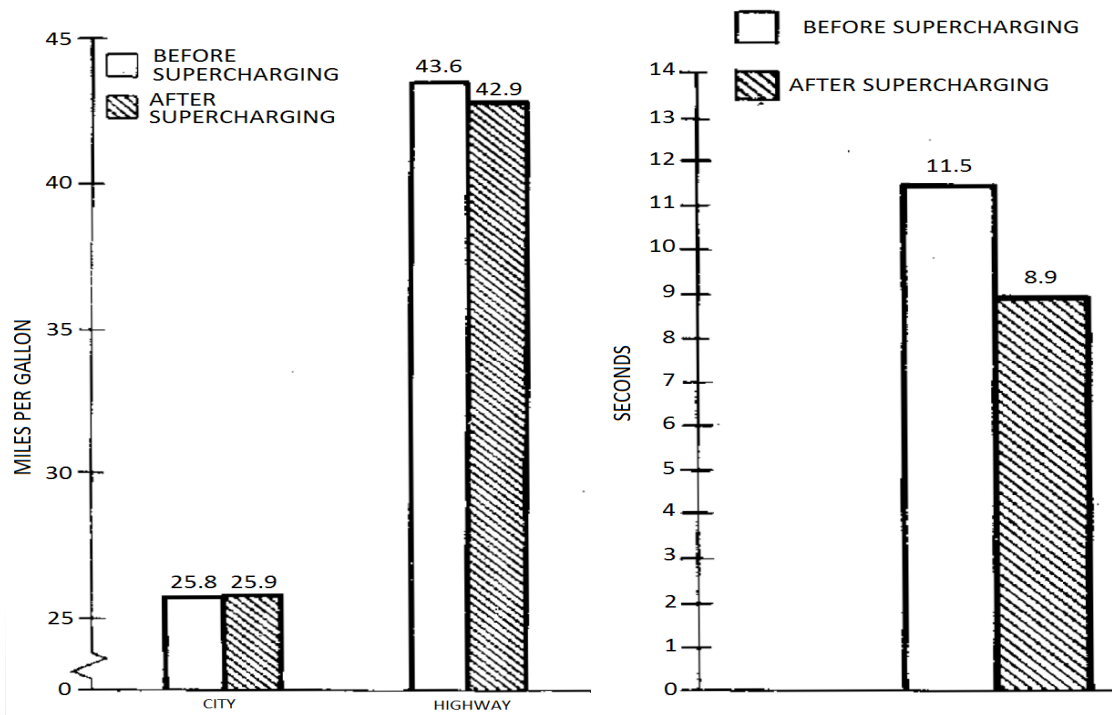 45
BEFORE
SUPERCHARGING
AFTER
SUPERCHARGING
43.6
42.9
40
35
MILES PER GALLON
30
25.8 25.9
25
0
CITY
HIGHWAY
BEFORE SUPERCHARGING
AFTER SUPERCHARGING
14
13
12
11.5
11
10
9
8.9
8
SECONDS
7
6
5
4
3
2
1
0